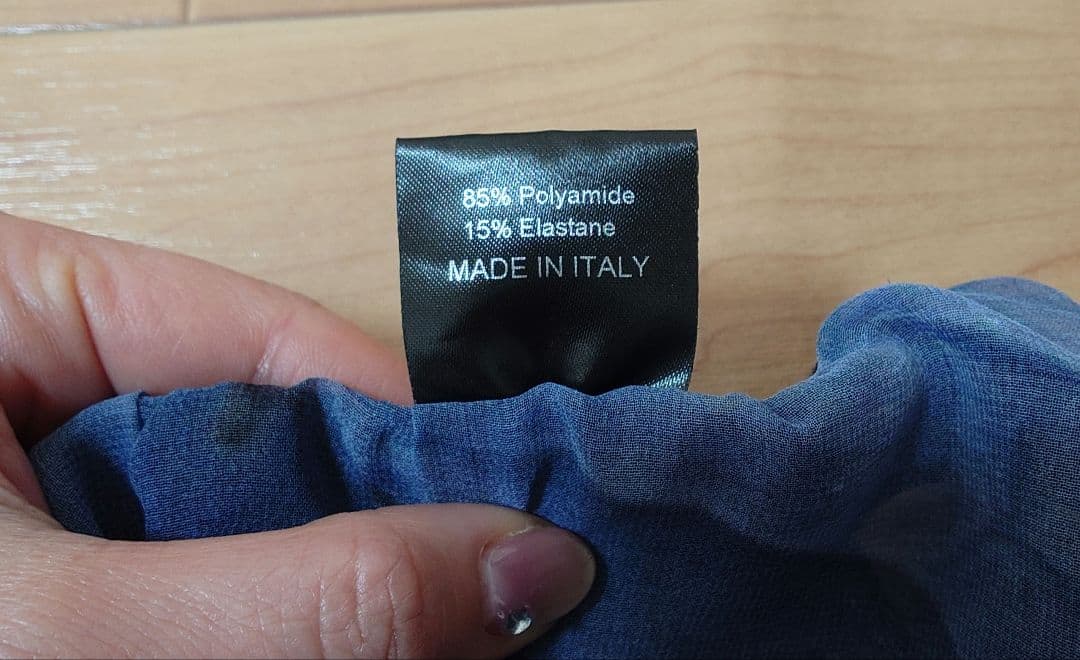 85% Polyamide
15% Elastane
MADE IN ITALY